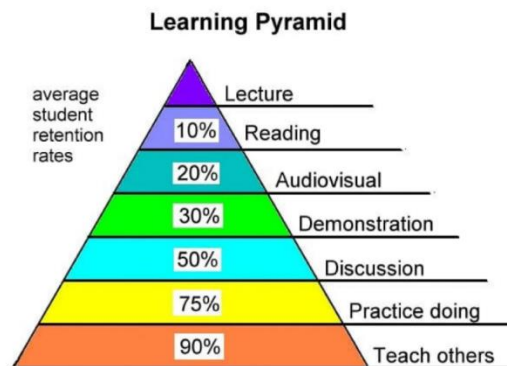 Learning Pyramid
average
student
retention
rates
Lecture
10% Reading
20% Audiovisual
30% Demonstration
50% Discussion
75% Practice doing
90% Teach others